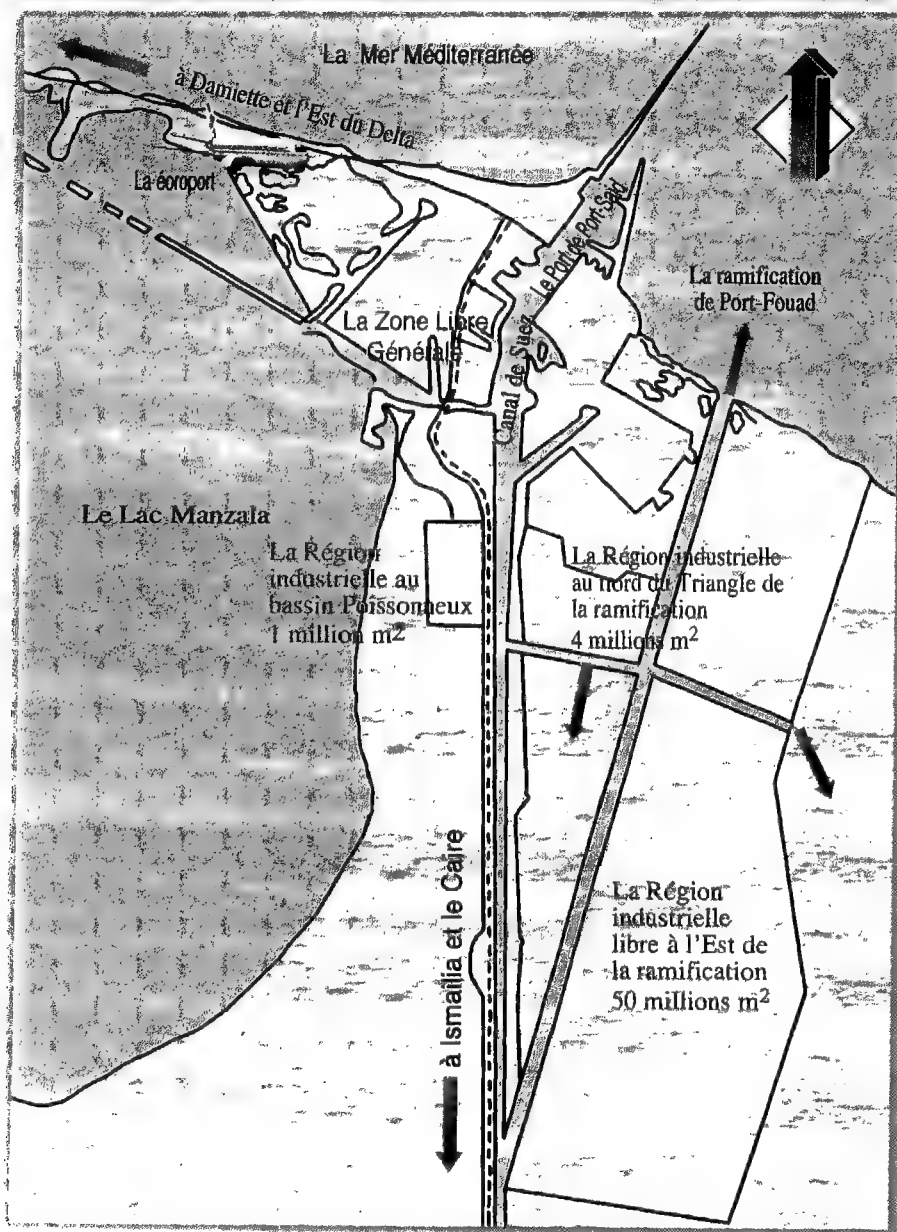 La Mer Méditerranée
à Damiette et l'Est du Delta
La éoroport
Le Port de Port-Saïd
La ramification
de Port-Fouad
La Zone Libre
Générale
Canal de Suez
Le Lac Manzala
La Région
industrielle au
bassin Poissonneux
1 million m²
La Région industrielle
au nord du Triangle de
la ramification
4 millions m²
à Ismailia et le Caire
La Région
industrielle
libre à l'Est de
la ramification
50 millions m²